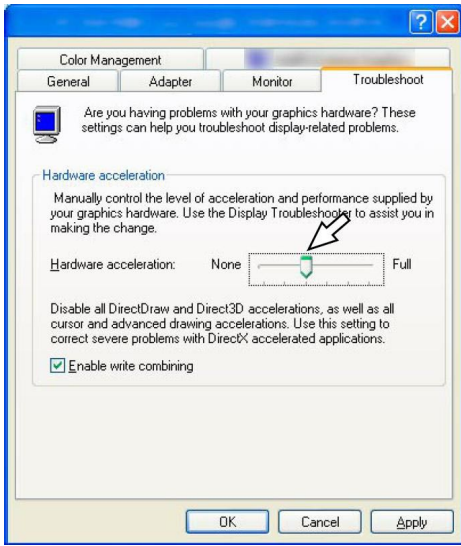 Color Management
General Adapter Monitor Troubleshoot
Are you having problems with your graphics hardware? These
settings can help you troubleshoot display-related problems.
Hardware acceleration
Manually control the level of acceleration and performance supplied by
your graphics hardware. Use the Display Troubleshooter to assist you in
making the change.
Hardware acceleration: None Full
Disable all DirectDraw and Direct3D accelerations, as well as all
cursor and advanced drawing accelerations. Use this setting to
correct severe problems with DirectX accelerated applications.
Enable write combining
OK Cancel Apply